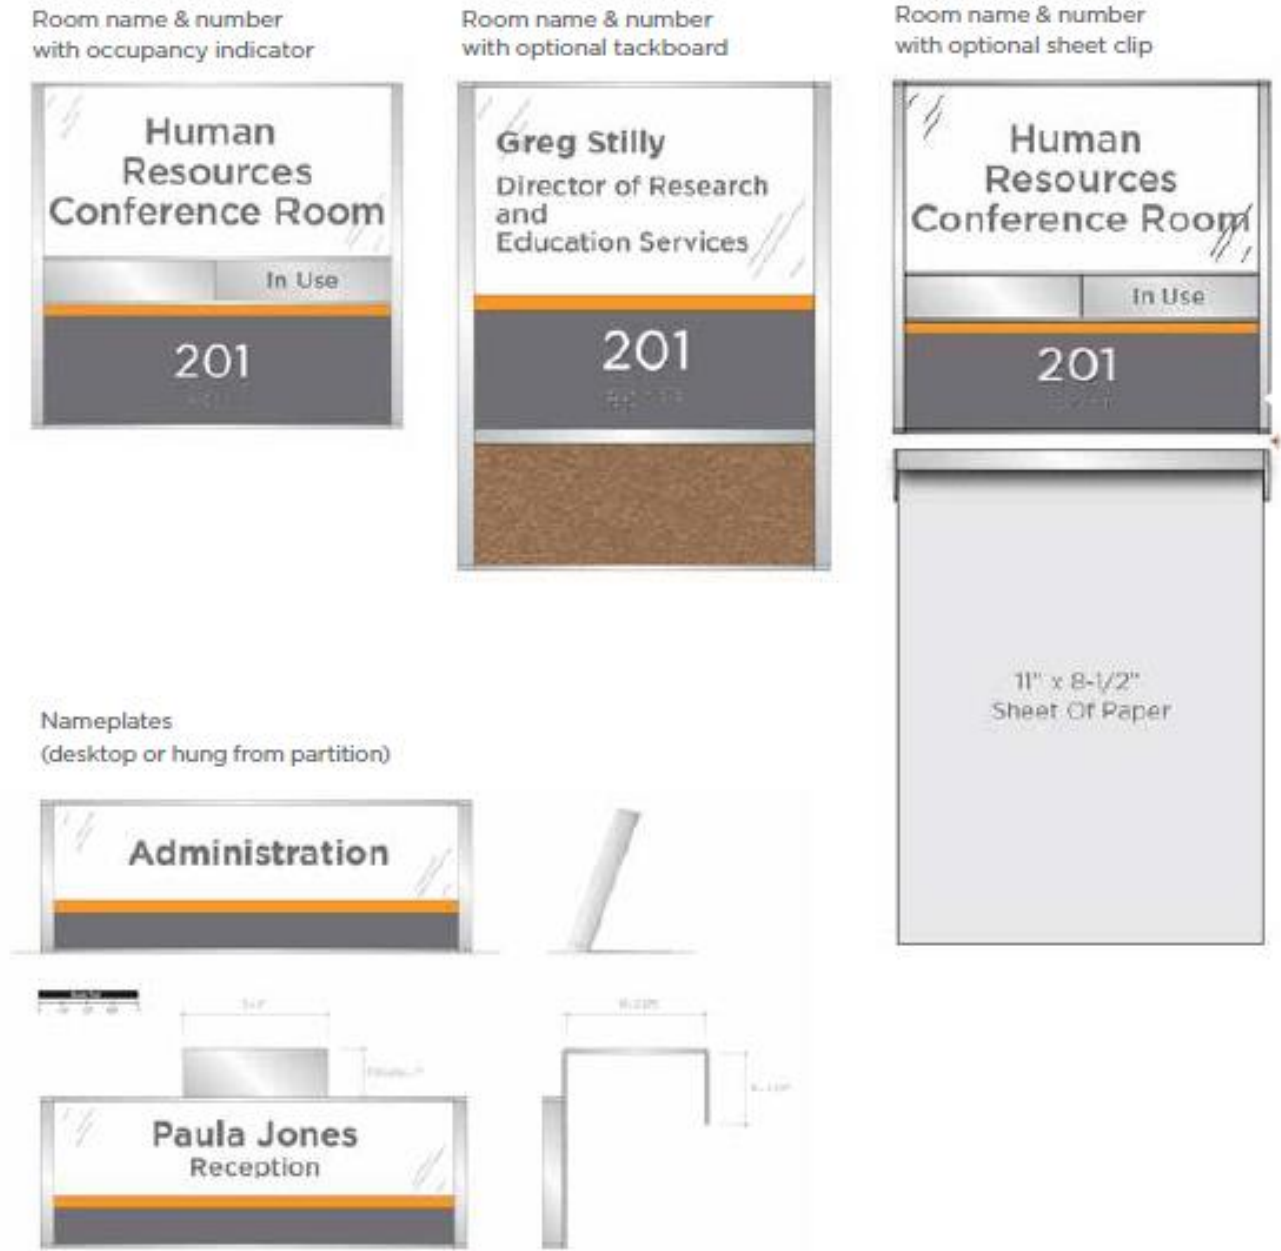 Room name & number
with occupancy indicator
Human
Resources
Conference Room
In Use
201
Room name & number
with optional tackboard
Greg Stilly
Director of Research
and
Education Services
201
Room name & number
with optional sheet clip
Human
Resources
Conference Room
In Use
201
11" x 8-1/2"
Sheet Of Paper
Nameplates
(desktop or hung from partition)
Administration
Paula Jones
Reception